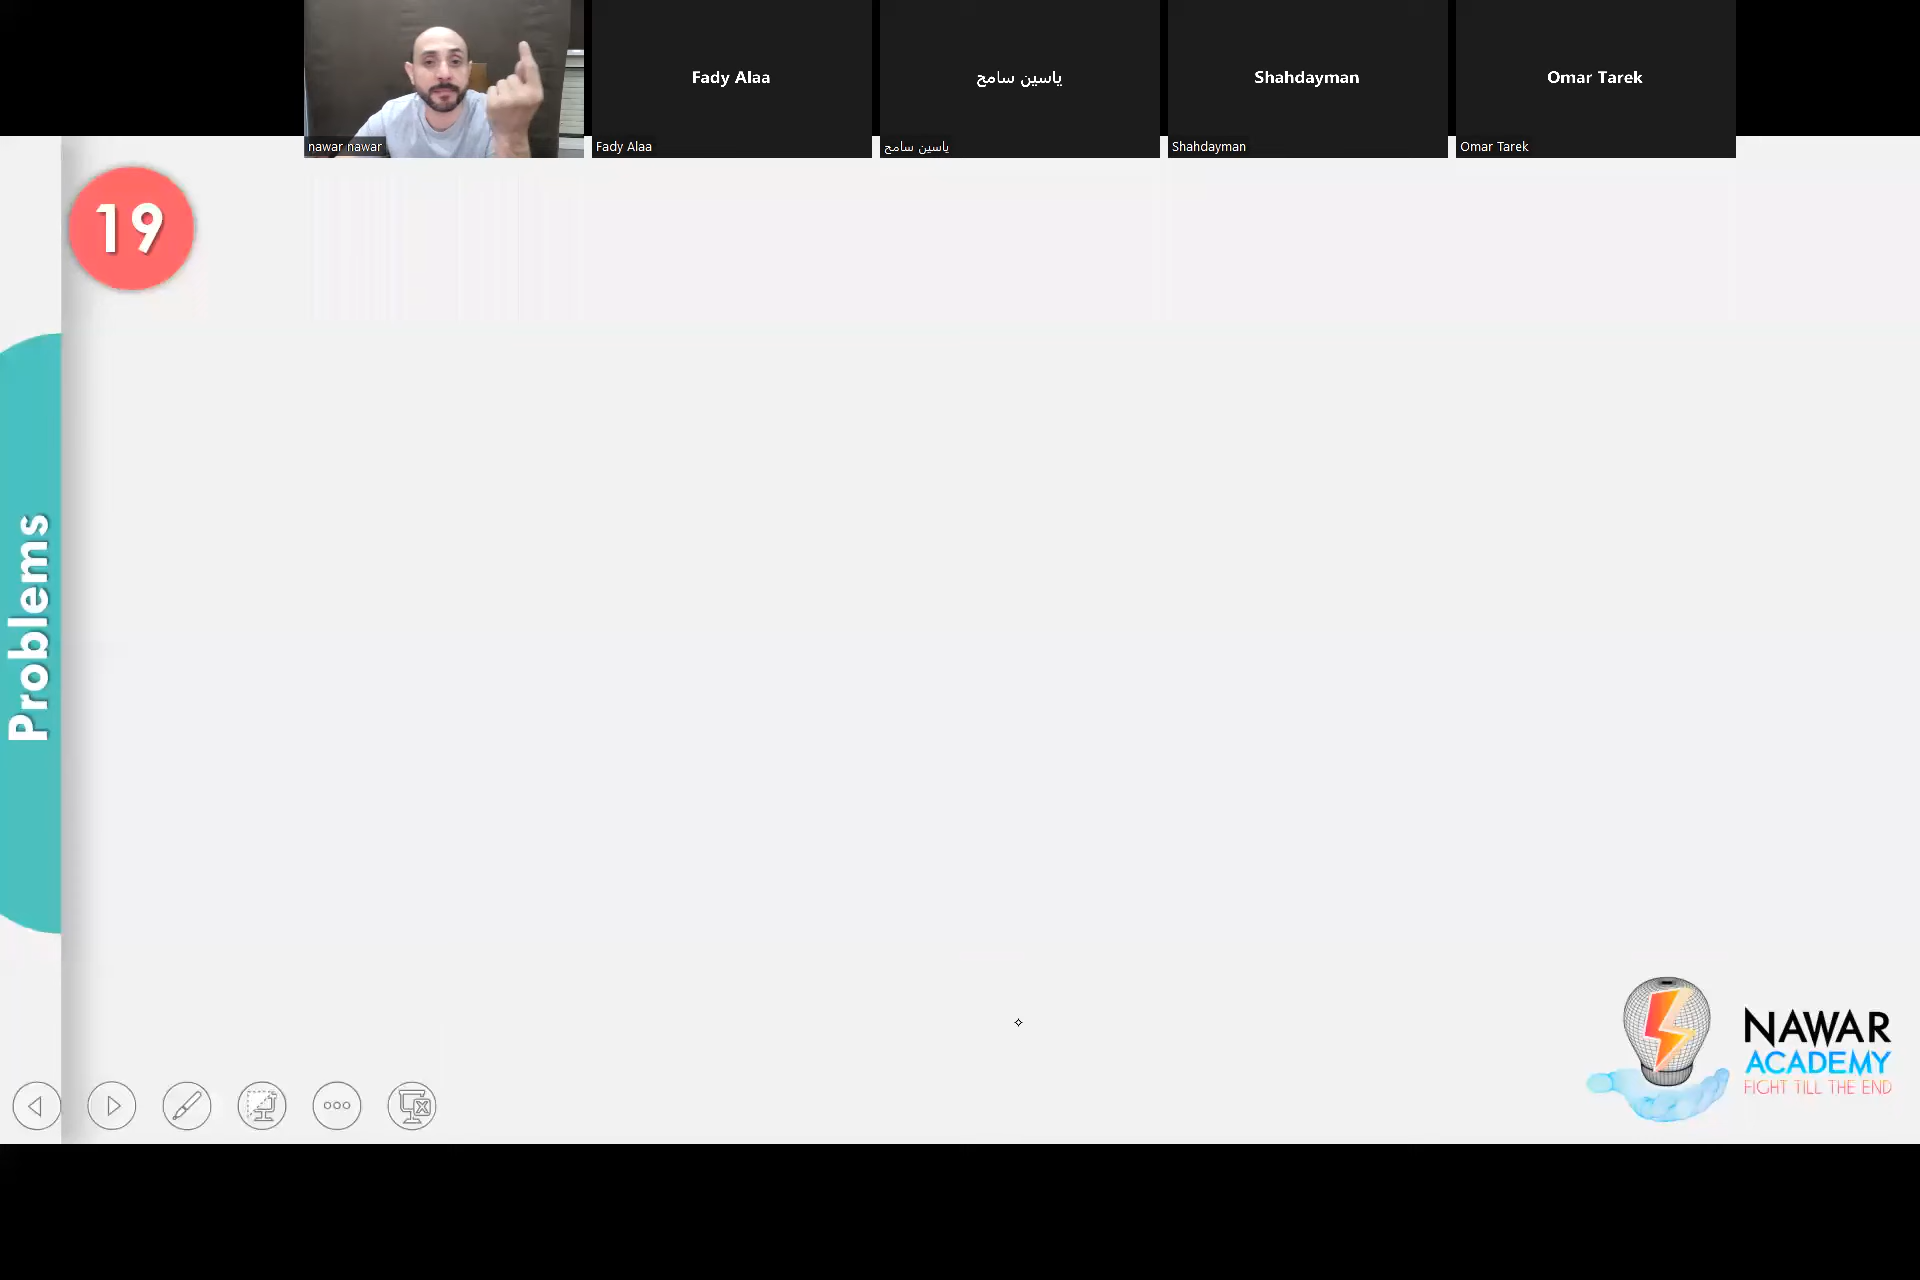 Fady Alaa
ياسين سامح
Shahdayman
Omar Tarek
nawar nawar
Fady Alaa
ياسين سامح
Shahdayman
Omar Tarek
19
Problems
NAWAR
ACADEMY
FIGHT TILL THE END